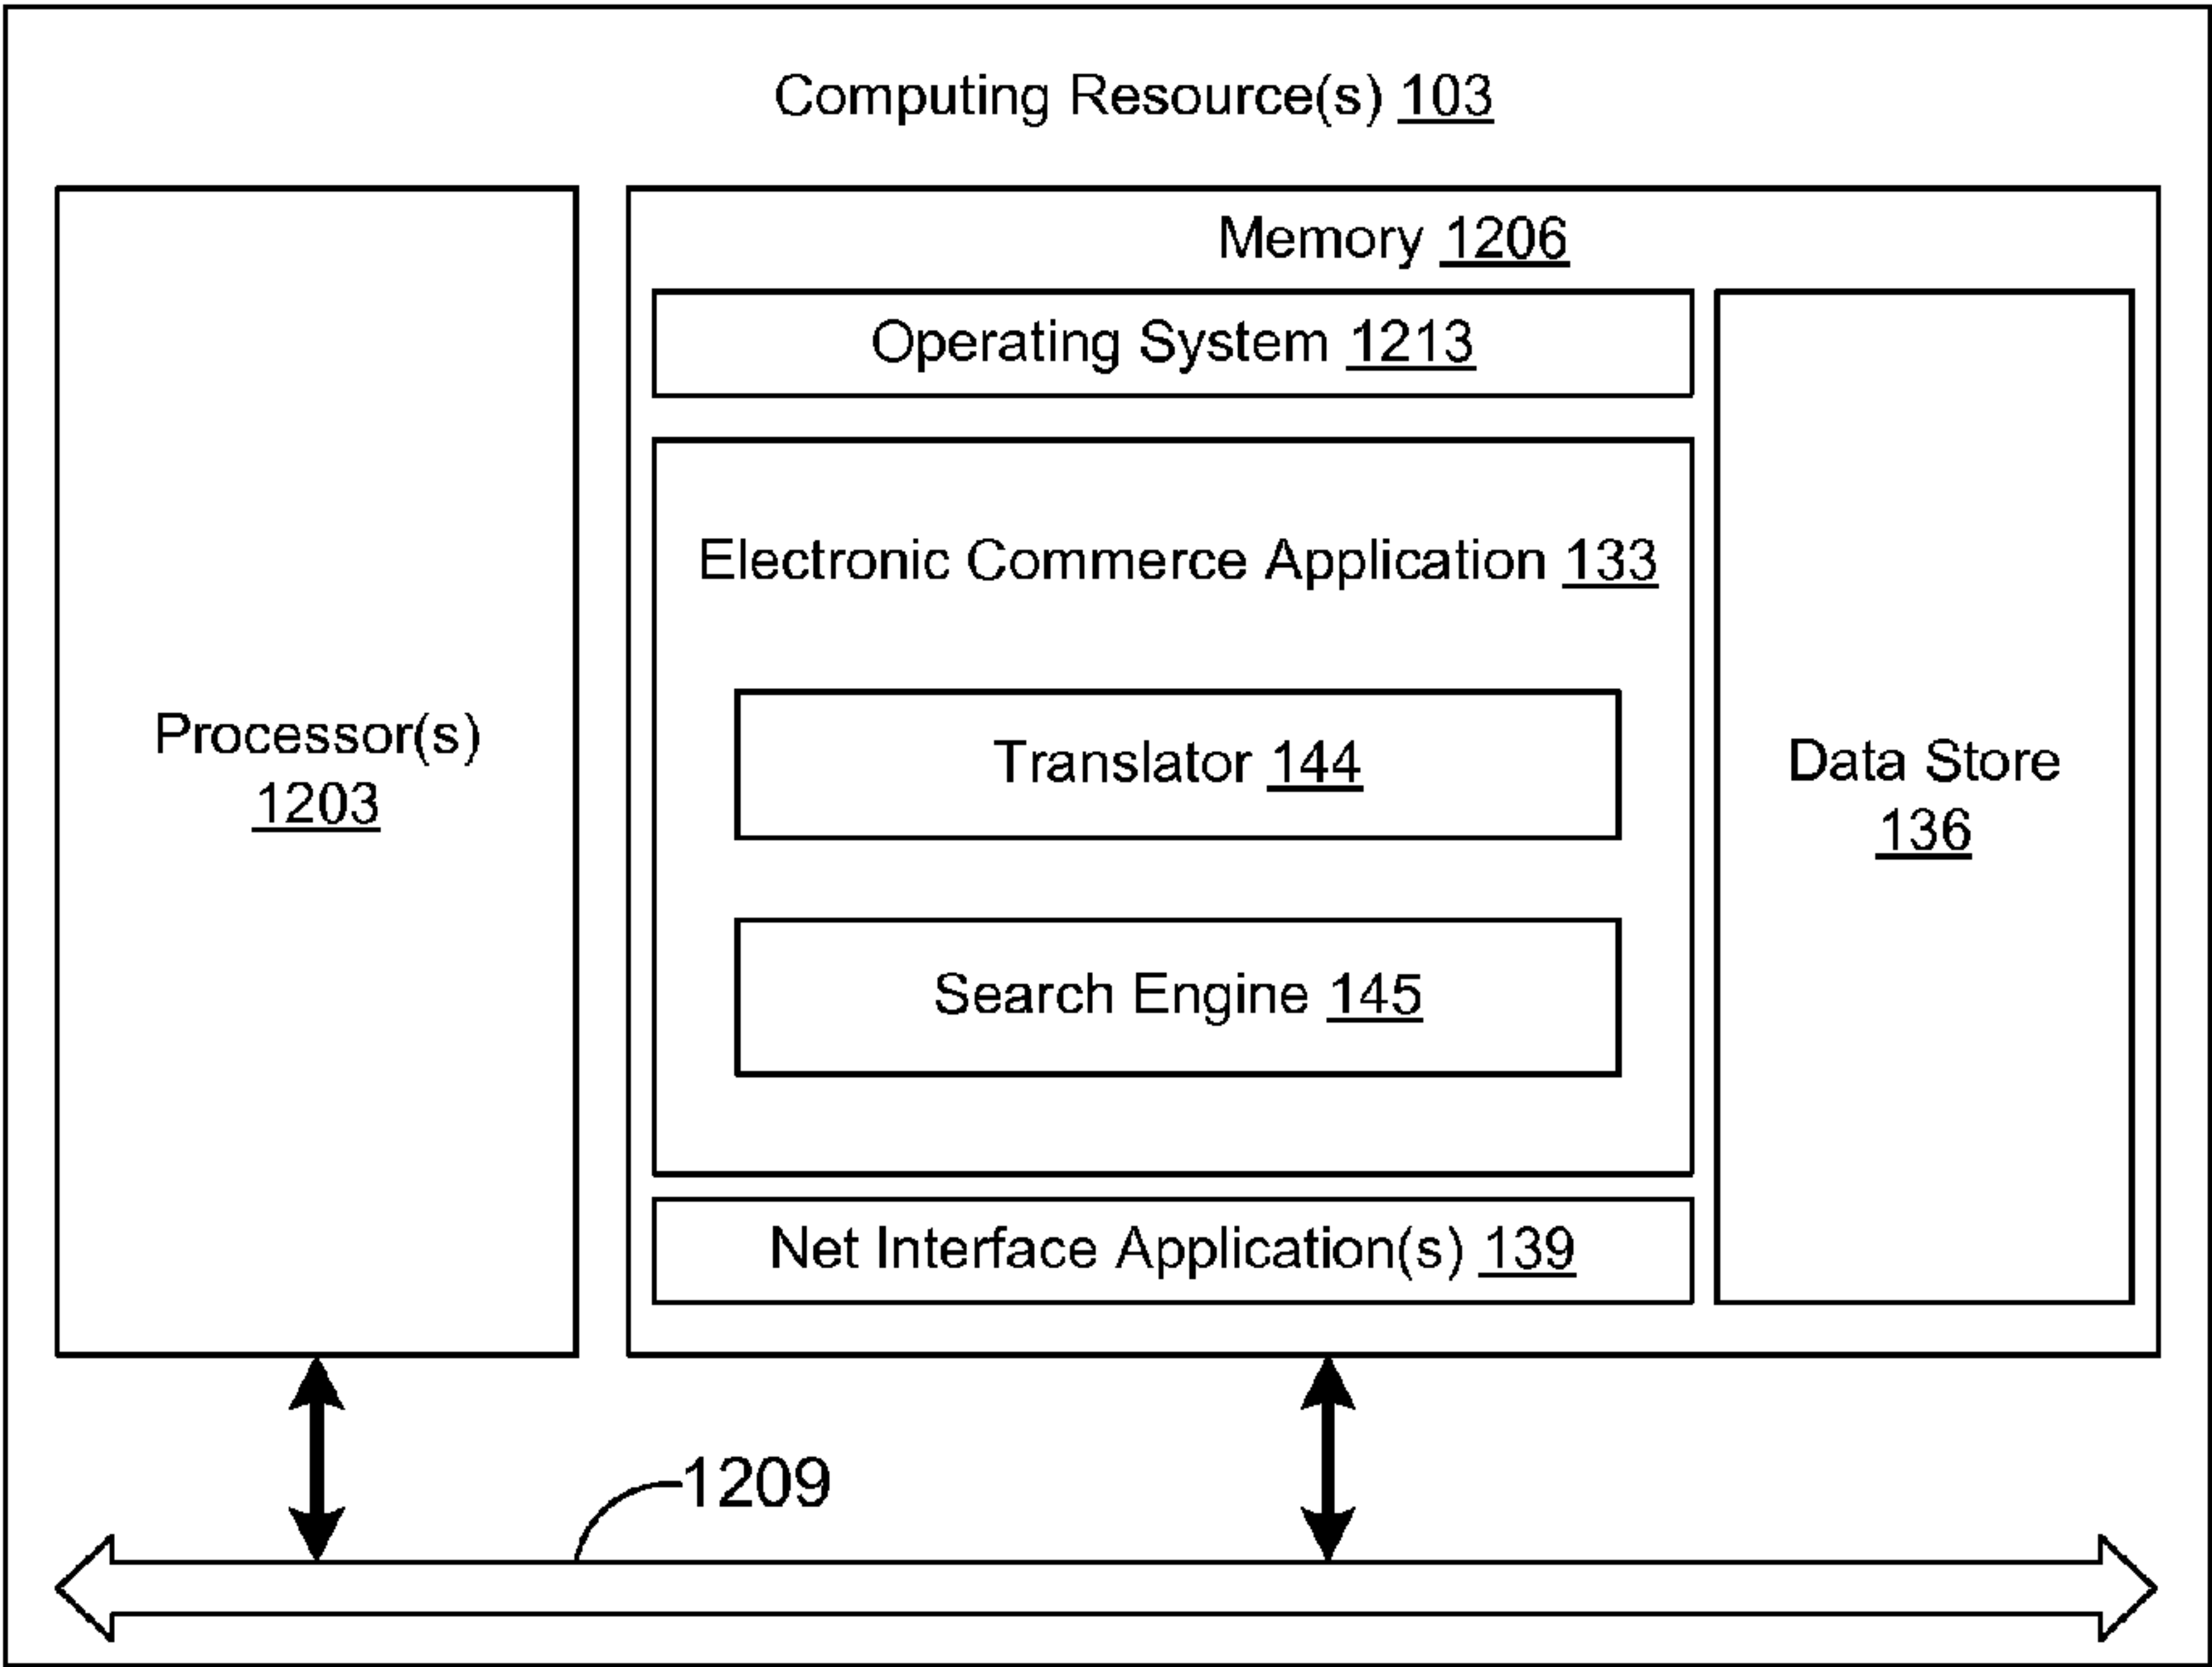 Computing Resource(s) 103
Processor(s)
1203
Memory 1206
Operating System 1213
Electronic Commerce Application 133
Translator 144
Search Engine 145
Net Interface Application(s) 139
Data Store
136
1209